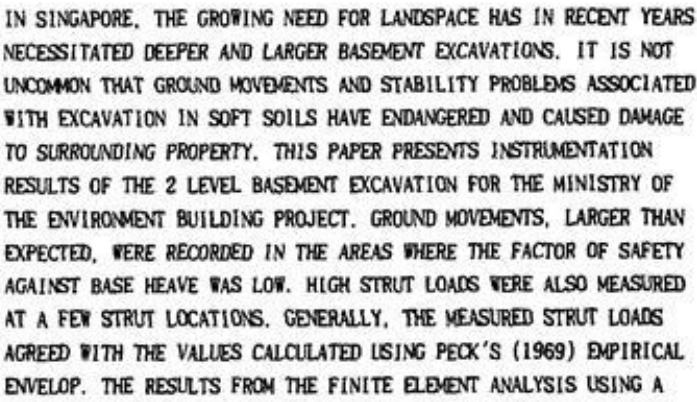 IN SINGAPORE, THE GROWING NEED FOR LANDSPACE HAS IN RECENT YEARS
NECESSITATED DEEPER AND LARGER BASEMENT EXCAVATIONS. IT IS NOT
UNCOMMON THAT GROUND MOVEMENTS AND STABILITY PROBLEMS ASSOCIATED
WITH EXCAVATION IN SOFT SOILS HAVE ENDANGERED AND CAUSED DAMAGE
TO SURROUNDING PROPERTY. THIS PAPER PRESENTS INSTRUMENTATION
RESULTS OF THE 2 LEVEL BASEMENT EXCAVATION FOR THE MINISTRY OF
THE ENVIRONMENT BUILDING PROJECT. GROUND MOVEMENTS, LARGER THAN
EXPECTED, WERE RECORDED IN THE AREAS WHERE THE FACTOR OF SAFETY
AGAINST BASE HEAVE WAS LOW. HIGH STRUT LOADS WERE ALSO MEASURED
AT A FEW STRUT LOCATIONS. GENERALLY, THE MEASURED STRUT LOADS
AGREED WITH THE VALUES CALCULATED USING PECK'S (1969) EMPIRICAL
ENVELOP. THE RESULTS FROM THE FINITE ELEMENT ANALYSIS USING A